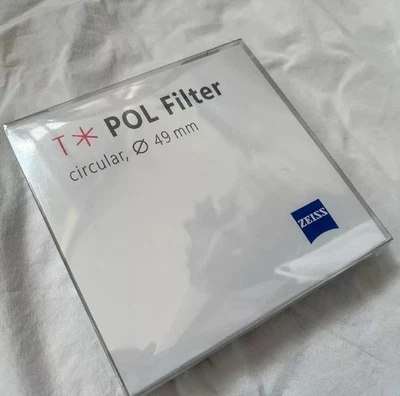 T* POL Filter
circular, Ø 49 mm
ZEISS